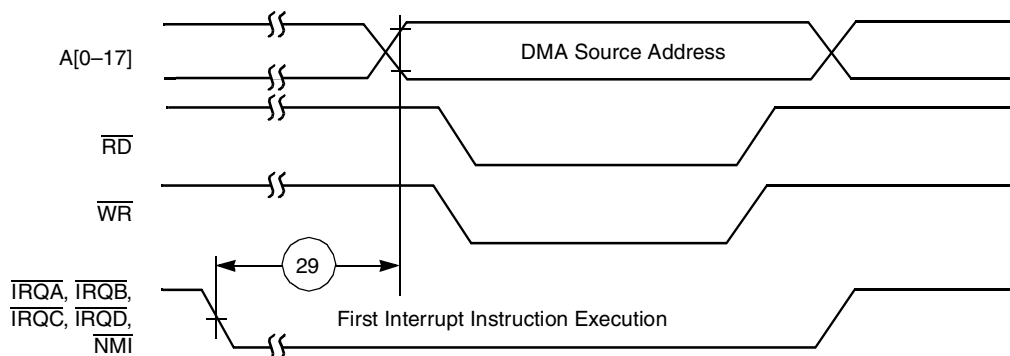 A[0–17]
DMA Source Address
RD
WR
29
IRQA, IRQB,
IRQC, IRQD,
NMI
First Interrupt Instruction Execution